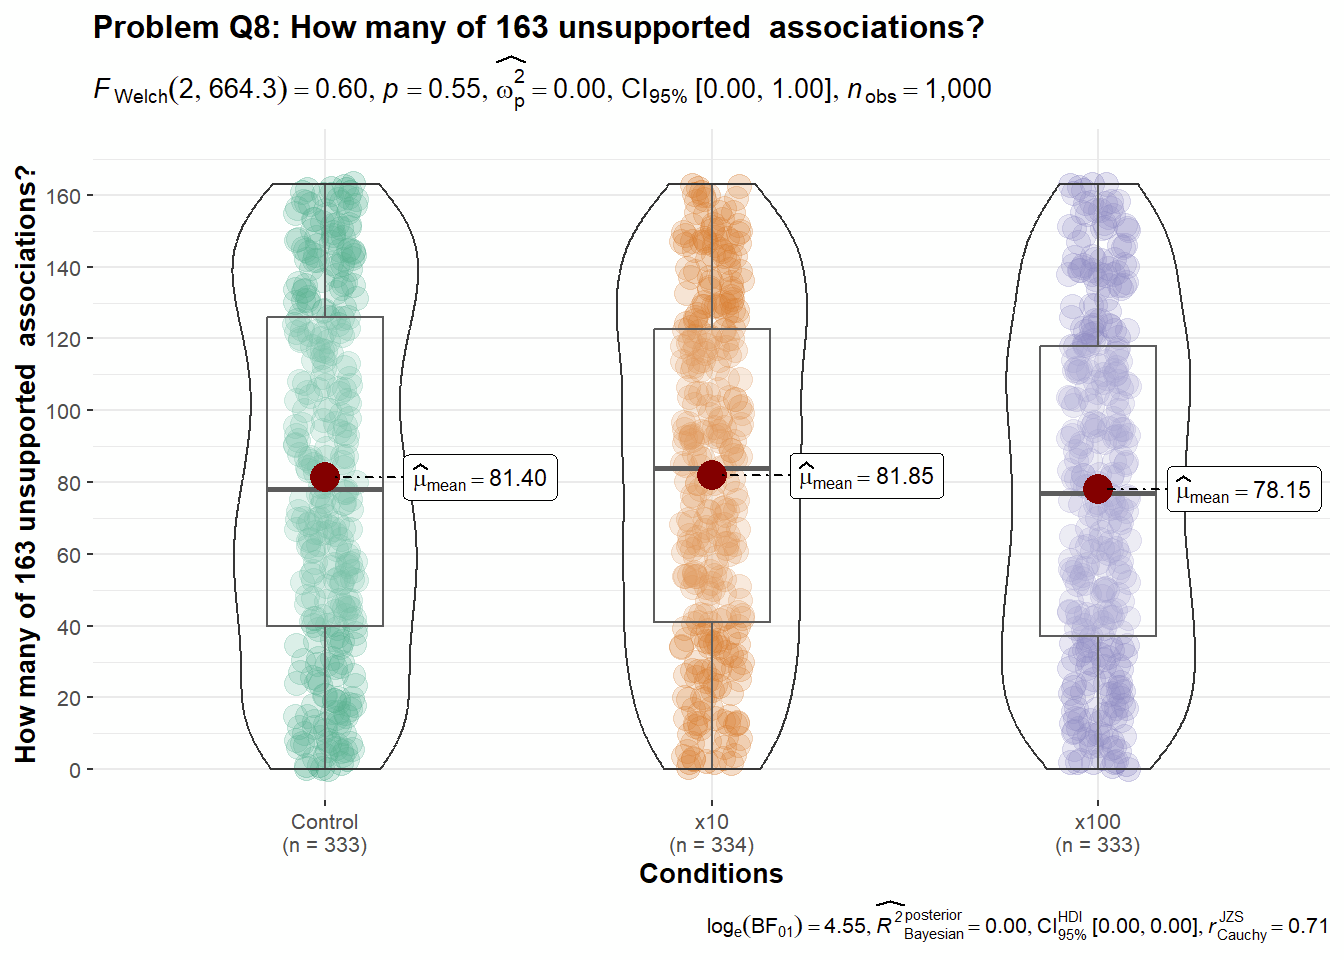 Problem Q8: How many of 163 unsupported  associations?
F Welch(2, 664.3) = 0.60, p = 0.55, ω̂²p = 0.00, CI95% [0.00, 1.00], nobs = 1,000
How many of 163 unsupported  associations?
160
140
120
100
80
60
40
20
0
μ̂mean = 81.40
μ̂mean = 81.85
μ̂mean = 78.15
Control
(n = 333)
x10
(n = 334)
x100
(n = 333)
Conditions
loge(BF01) = 4.55, R̂² posterior Bayesian = 0.00, CI HDI 95% [0.00, 0.00], r JZS Cauchy = 0.71